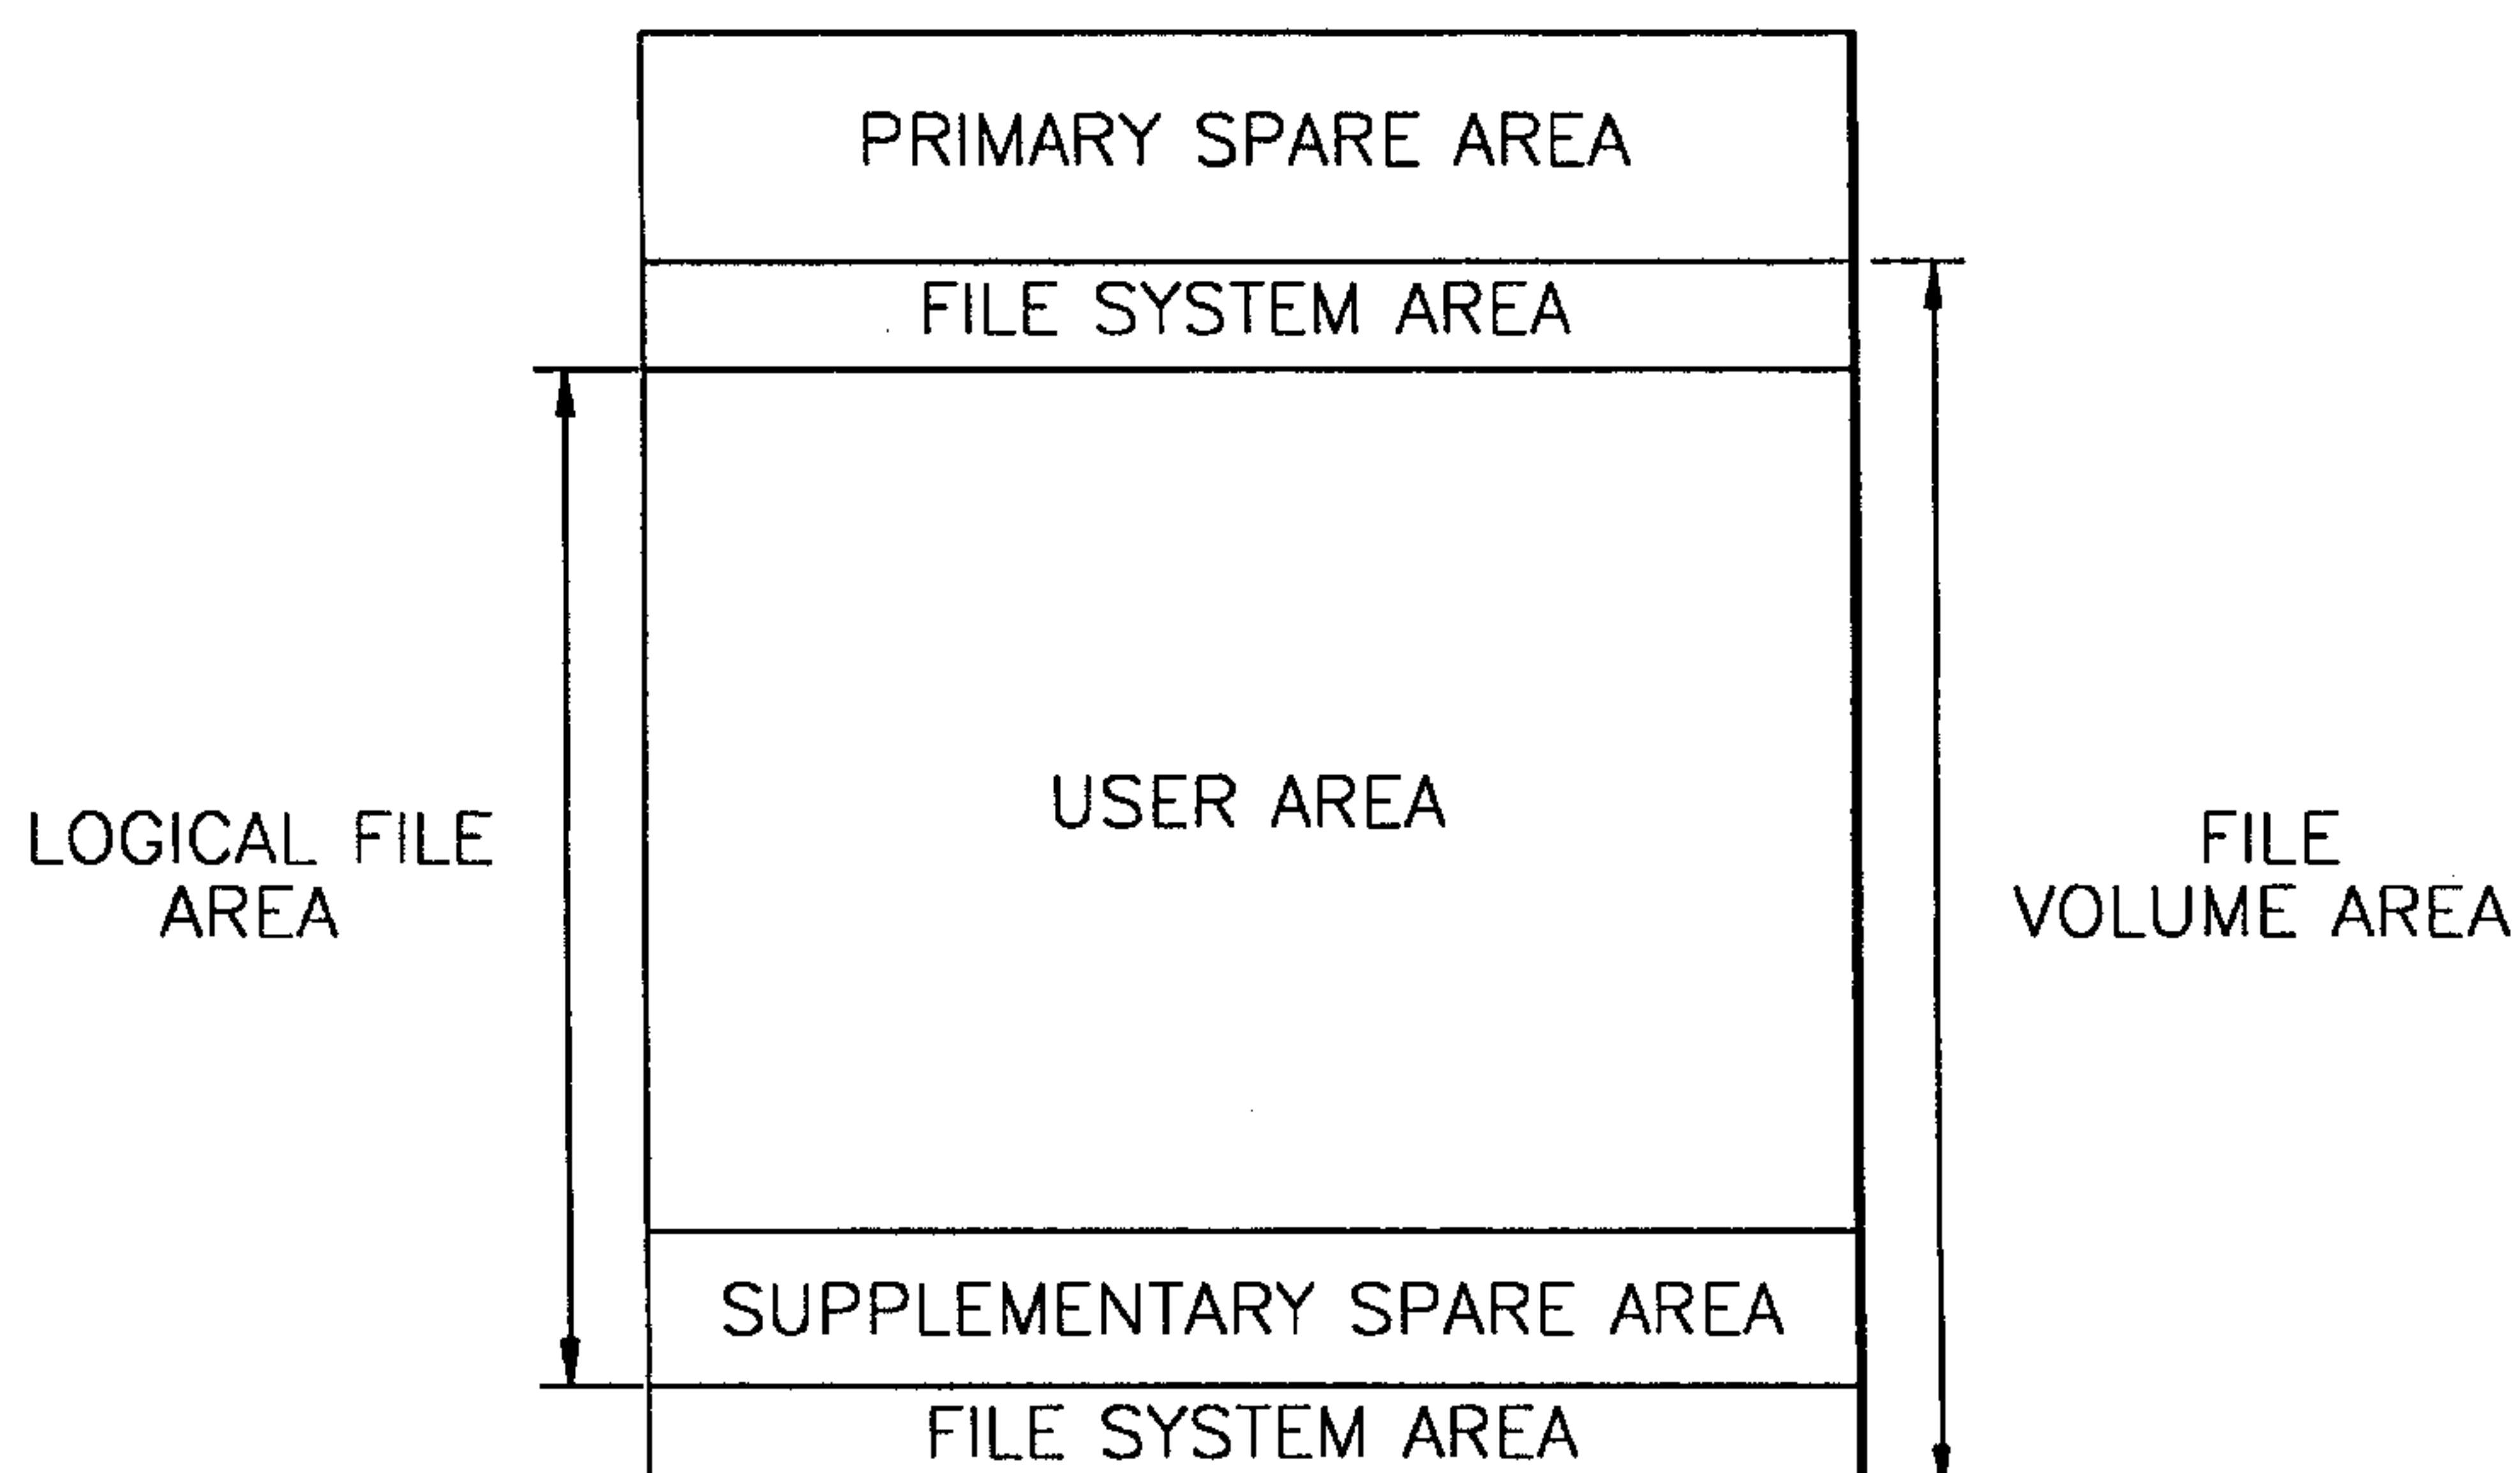 PRIMARY SPARE AREA
FILE SYSTEM AREA
USER AREA
LOGICAL FILE
AREA
FILE
VOLUME AREA
SUPPLEMENTARY SPARE AREA
FILE SYSTEM AREA